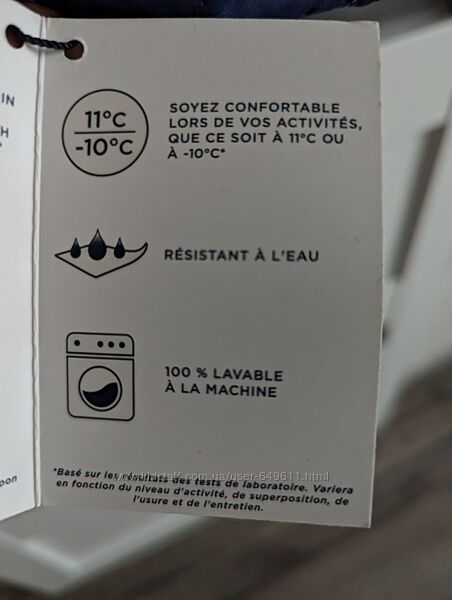 IN
H
11°C
-10°C
SOYEZ CONFORTABLE
LORS DE VOS ACTIVITÉS,
QUE CE SOIT À 11°C OU
À -10°C*
RÉSISTANT À L'EAU
100 % LAVABLE
À LA MACHINE
*Basé sur les résultats des tests de laboratoire. Variera
en fonction du niveau d'activité, de superposition, de
l'usure et de l'entretien.
pon